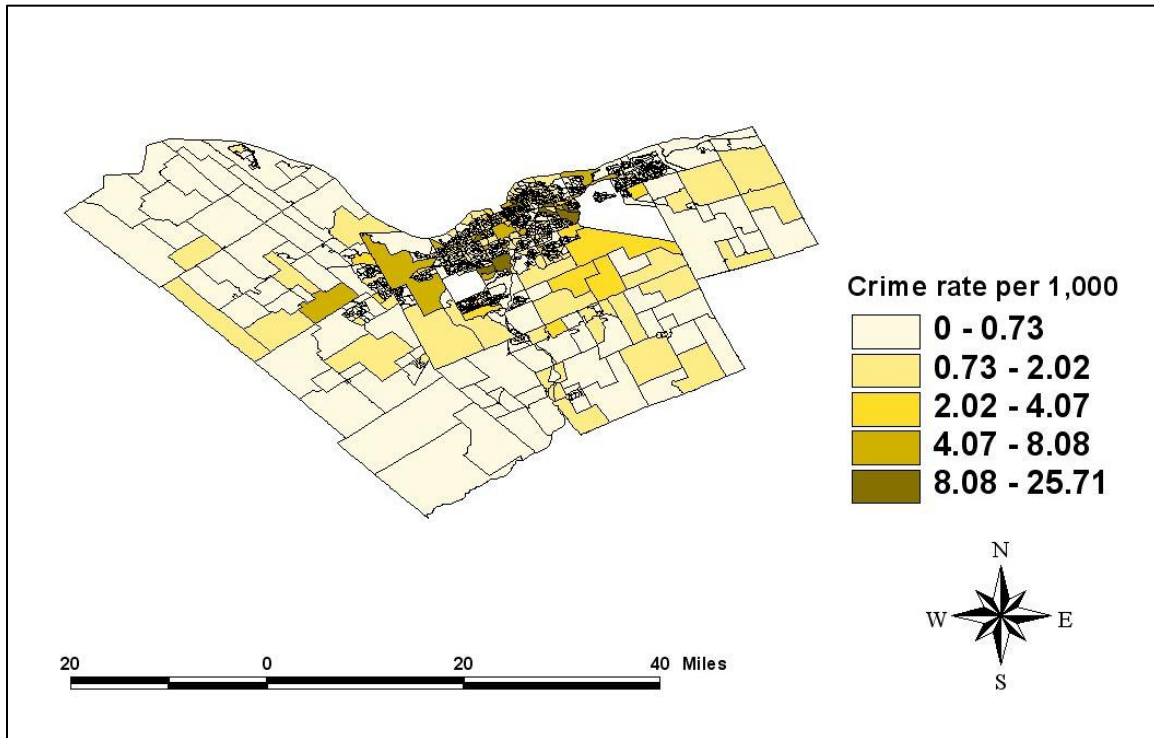 Crime rate per 1,000
0 - 0.73
0.73 - 2.02
2.02 - 4.07
4.07 - 8.08
8.08 - 25.71
N
W E
S
20 0 20 40 Miles